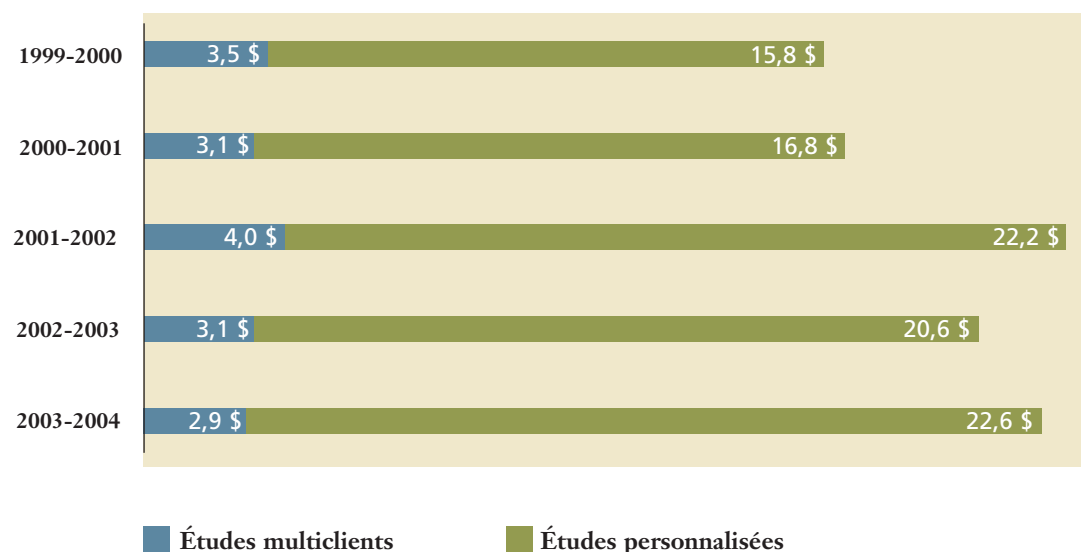 1999-2000 3,5 $ 15,8 $
2000-2001 3,1 $ 16,8 $
2001-2002 4,0 $ 22,2 $
2002-2003 3,1 $ 20,6 $
2003-2004 2,9 $ 22,6 $
Études multiclients Études personnalisées